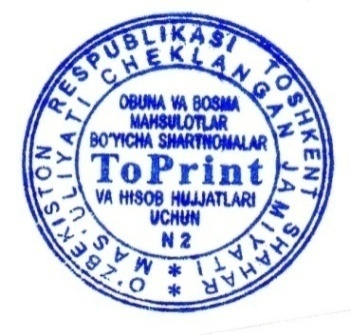 O'ZBEKISTON RESPUBLIKASI TOSHKENT SHAHAR *
MAS'ULIYATI CHEKLANGAN JAMIYATI *
OBUNA VA BOSMA
MAHSULOTLAR
BO'YICHA SHARTNOMALAR
ToPrint
VA HISOB HUJJATLARI
UCHUN
N 2